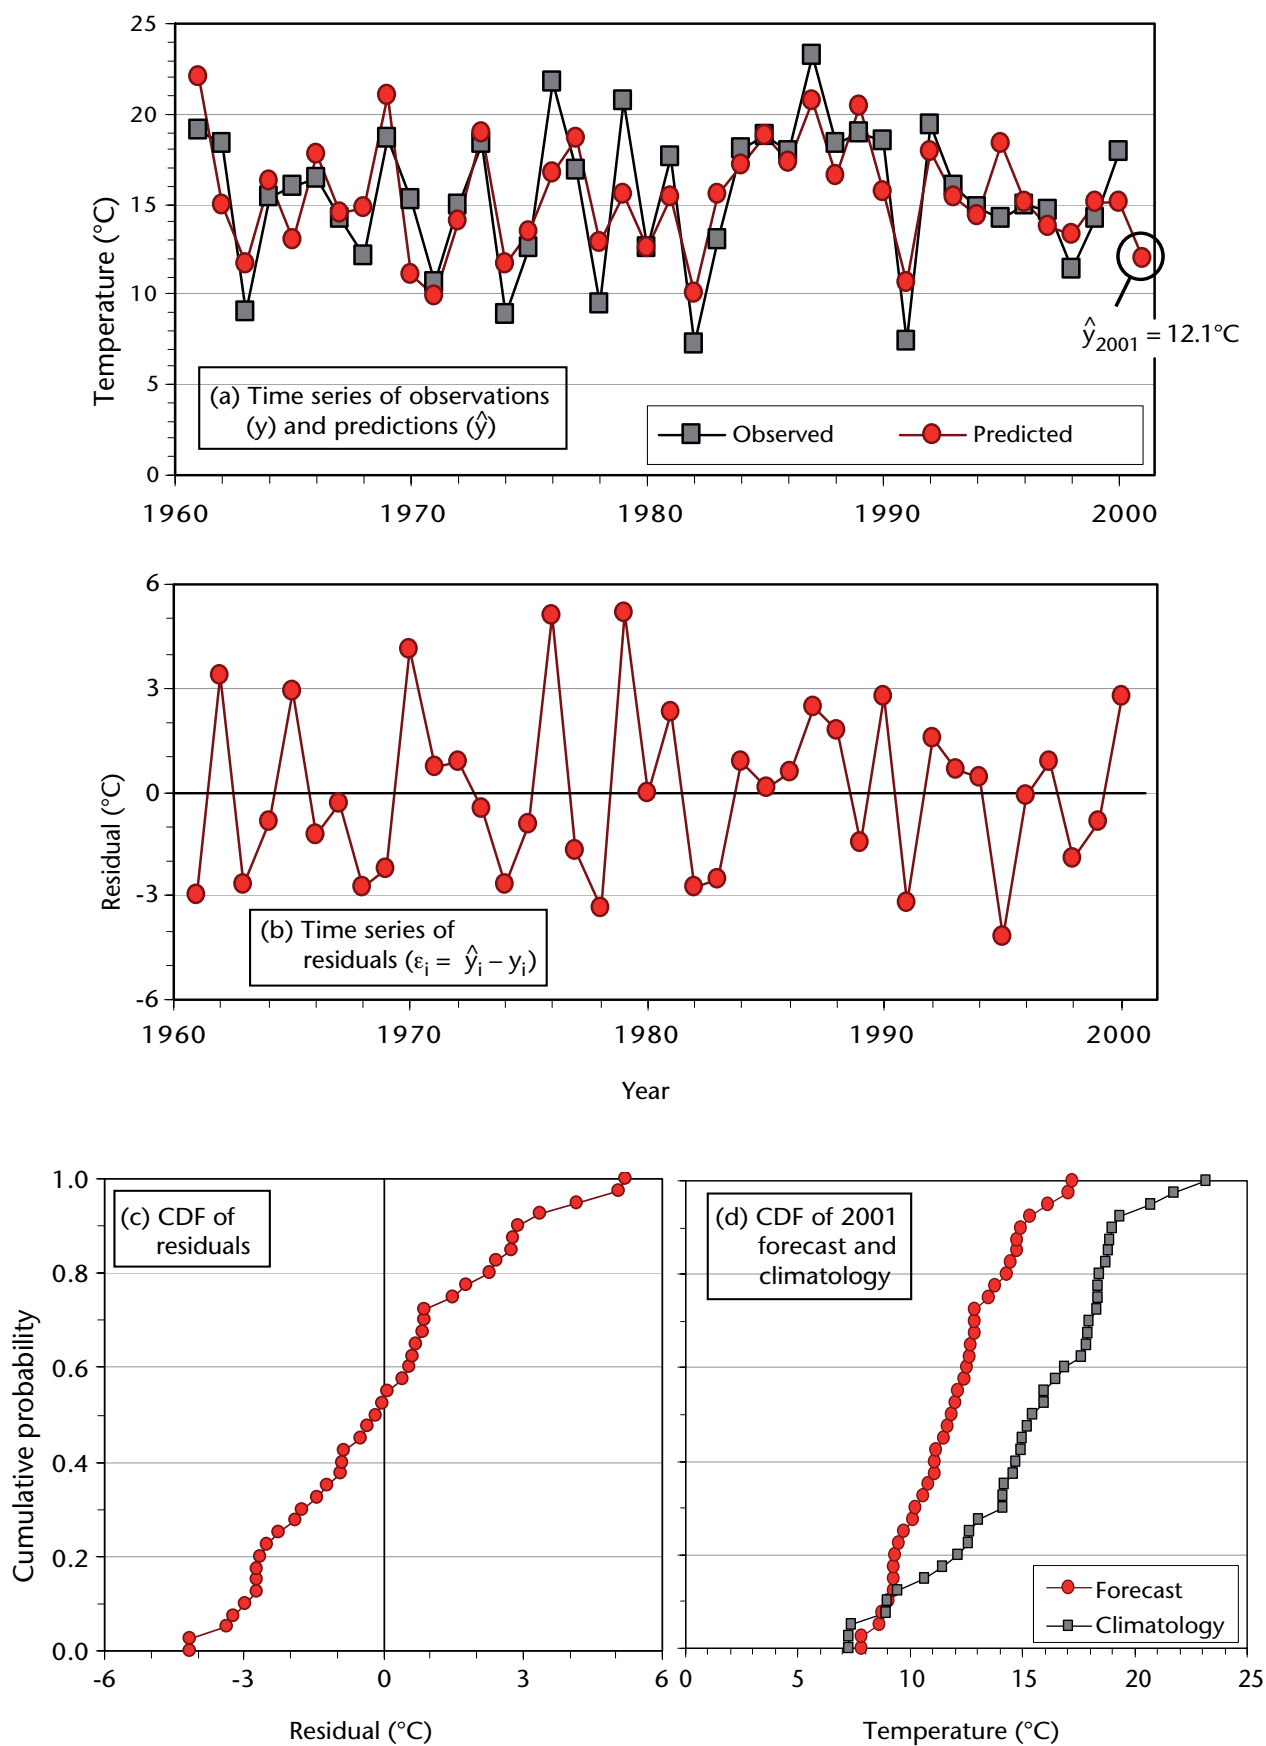 25
20
15
10
5
0
Temperature (°C)
ŷ2001 = 12.1°C
(a) Time series of observations
(y) and predictions (ŷ)
Observed
Predicted
1960
1970
1980
1990
2000
6
3
0
-3
-6
Residual (°C)
(b) Time series of
residuals (εi = ŷi – yi)
1960
1970
1980
1990
2000
Year
1.0
0.8
0.6
0.4
0.2
0.0
Cumulative probability
(c) CDF of
residuals
-6
-3
0
3
6
Residual (°C)
(d) CDF of 2001
forecast and
climatology
Forecast
Climatology
0
5
10
15
20
25
Temperature (°C)